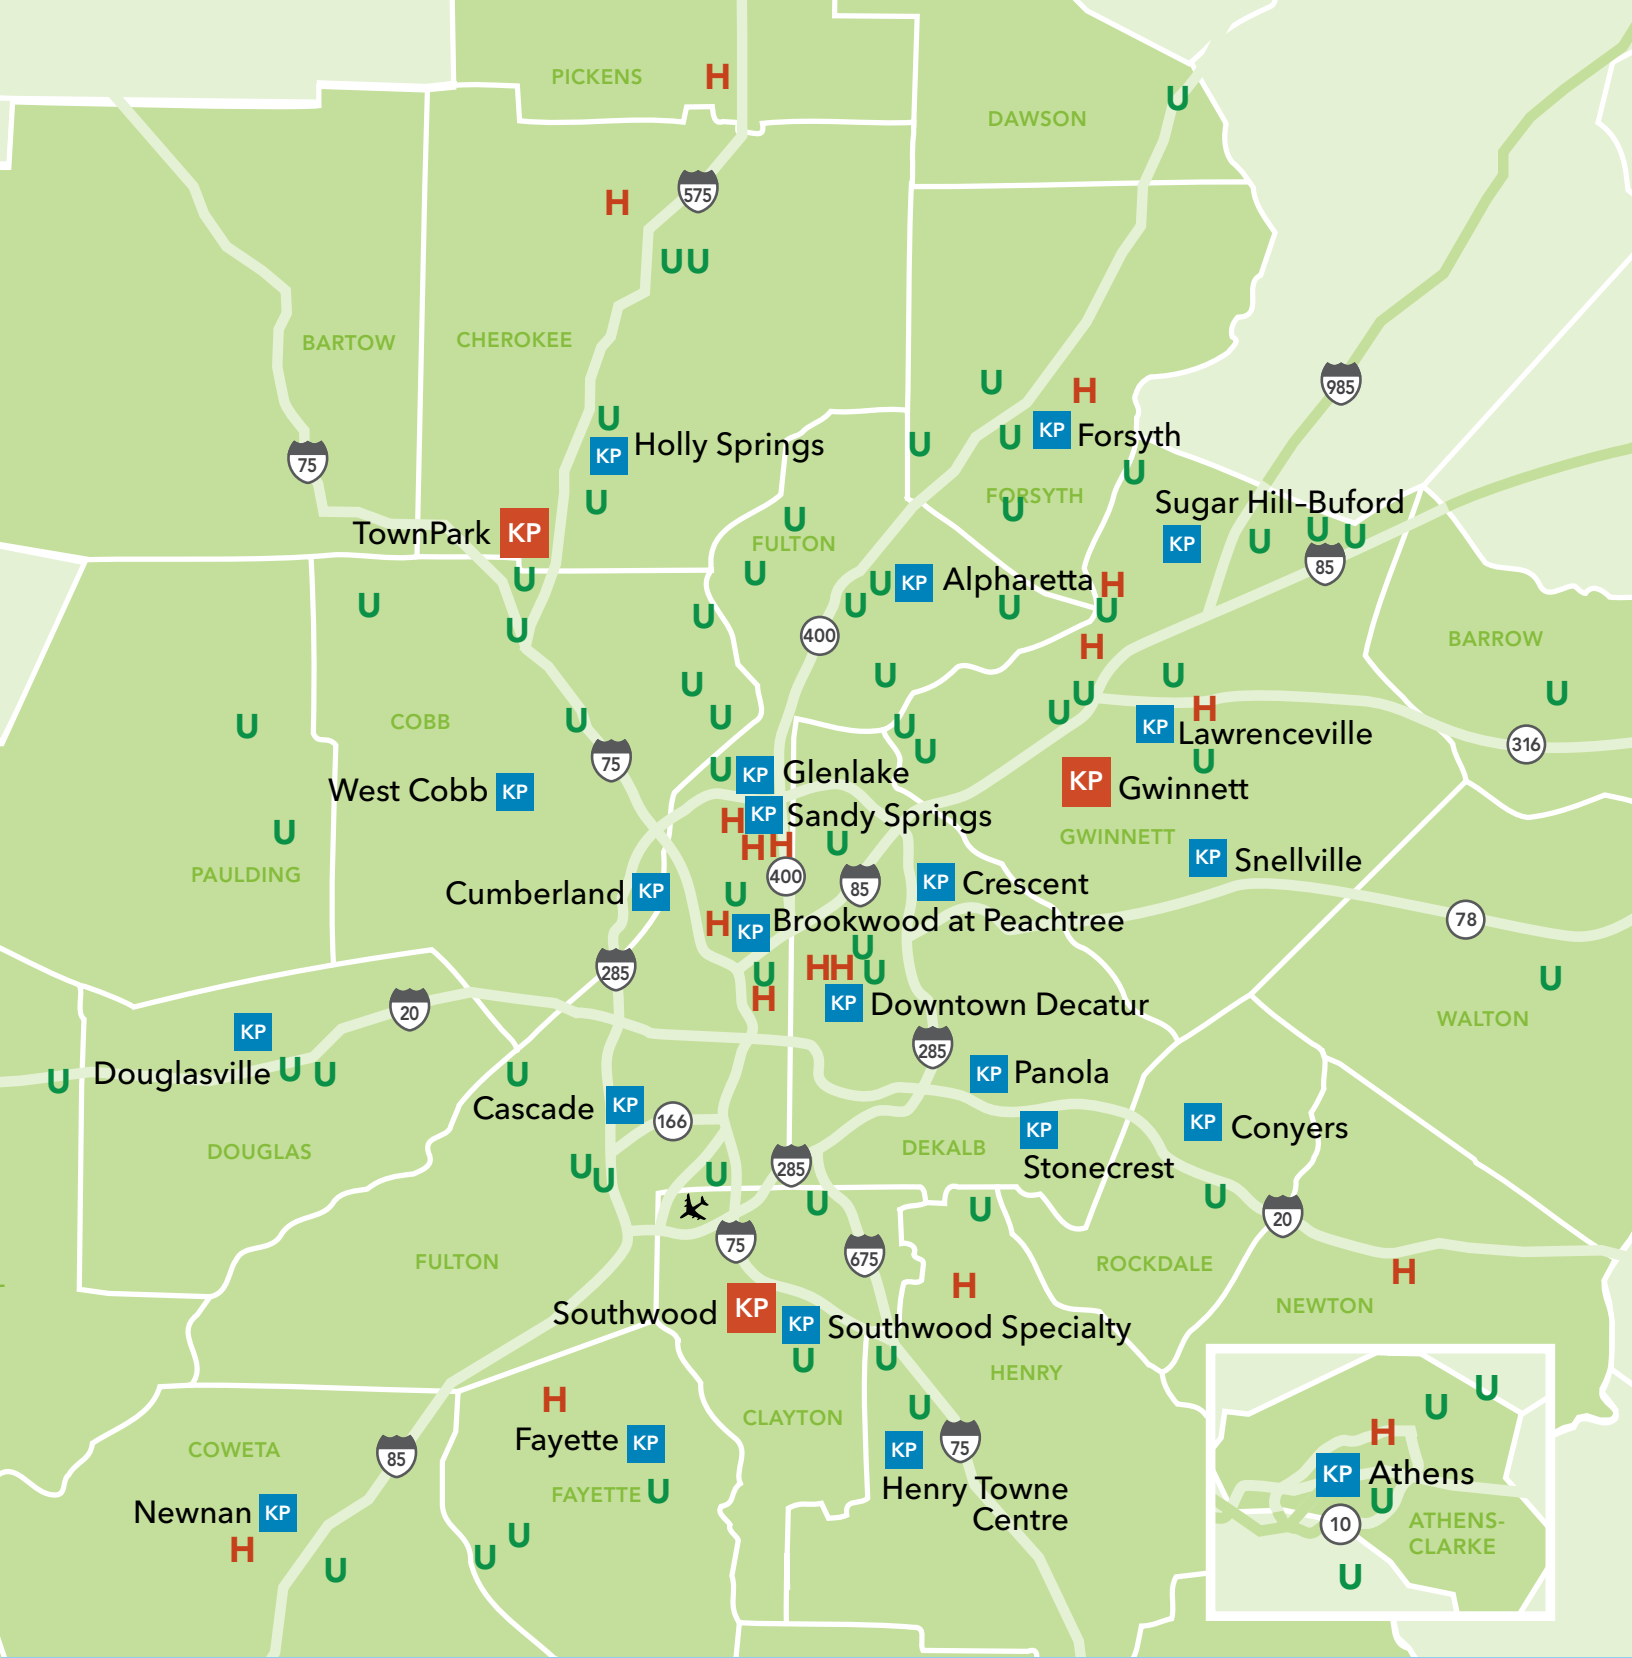 PICKENS
H
DAWSON
U
575
H
UU
BARTOW
CHEROKEE
985
U
H
U
KP
Holly Springs
U
U
KP
Forsyth
75
U
U
FORSYTH
U
Sugar Hill-Buford
KP
U
U
U
85
TownPark
KP
U
FULTON
U
U
U
U
U
KP
Alpharetta
H
U
U
U
U
U
400
H
BARROW
U
U
U
U
U
U
U
U
COBB
U
U
U
U
H
KP
Lawrenceville
316
75
U
U
West Cobb
KP
U
KP
Glenlake
KP
Gwinnett
H
KP
Sandy Springs
U
H
H
U
GWINNETT
PAULDING
400
85
KP
Crescent
KP
Snellville
Cumberland
KP
U
H
KP
Brookwood at Peachtree
78
U
285
U
HH
U
U
H
KP
Downtown Decatur
20
WALTON
KP
Douglasville
U
U
U
285
U
KP
Panola
Cascade
KP
166
KP
Stonecrest
KP
Conyers
DOUGLAS
DEKALB
U
U
U
285
U
U
U
20
75
675
FULTON
ROCKDALE
H
H
NEWTON
Southwood
KP
KP
Southwood Specialty
U
U
HENRY
H
U
CLAYTON
COWETA
Fayette
KP
85
KP
75
FAYETTE
U
Henry Towne
Centre
Newnan
KP
H
U
U
U
U
U
H
KP
Athens
U
10
ATHENS-
CLARKE
U